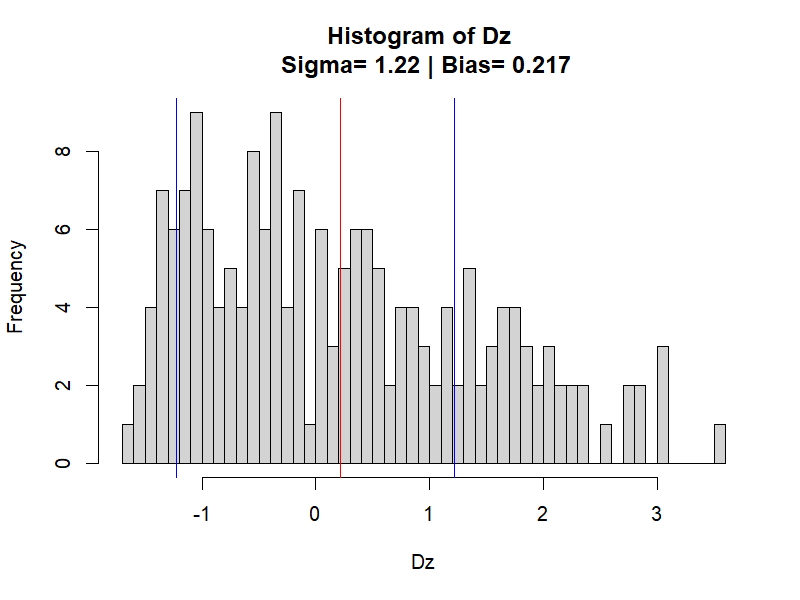 Histogram of Dz
Sigma= 1.22 | Bias= 0.217
Frequency
8
6
4
2
0
-1 0 1 2 3
Dz